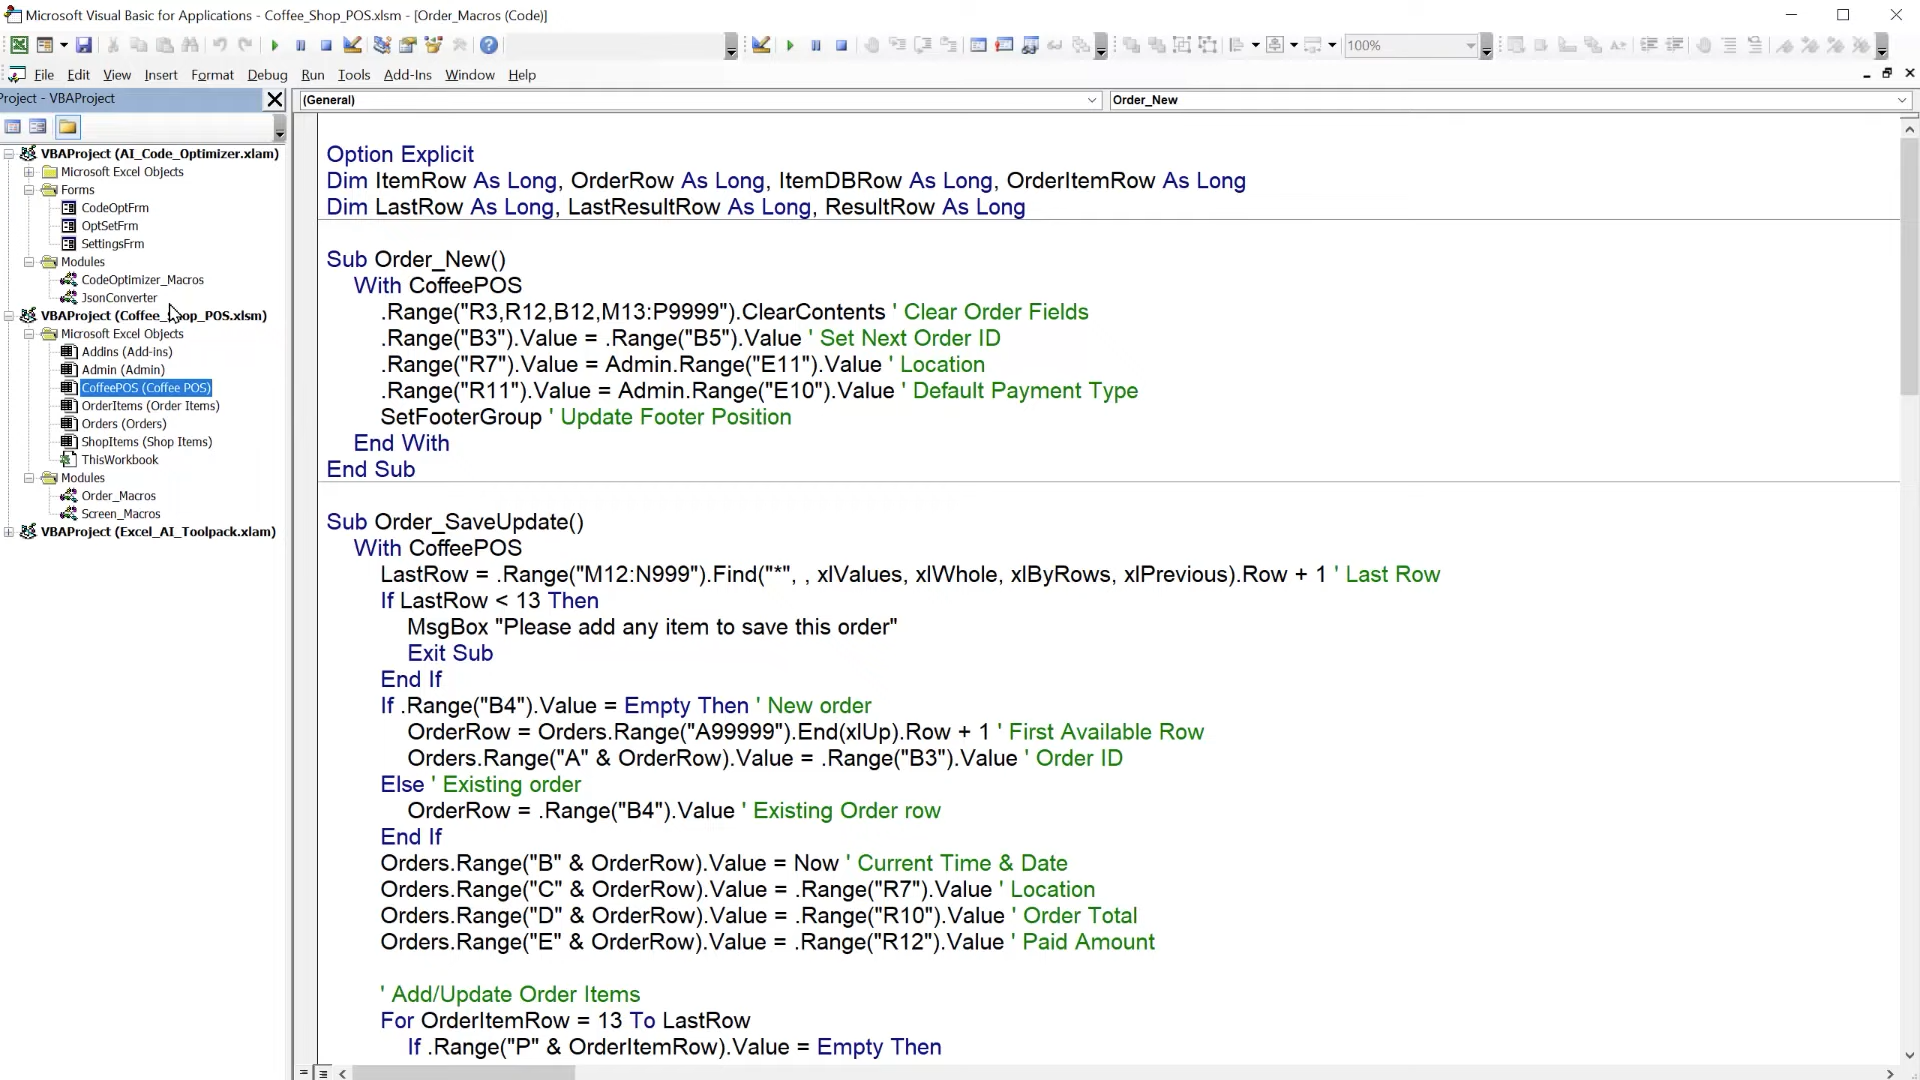 Microsoft Visual Basic for Applications - Coffee_Shop_POS.xlsm - [Order_Macros (Code)]
100%
File Edit View Insert Format Debug Run Tools Add-Ins Window Help
Project - VBAProject
(General)
Order_New
VBAProject (AI_Code_Optimizer.xlam)
Microsoft Excel Objects
Forms
CodeOptFrm
OptSetFrm
SettingsFrm
Modules
CodeOptimizer_Macros
JsonConverter
VBAProject (Coffee_Shop_POS.xlsm)
Microsoft Excel Objects
Addins (Add-ins)
Admin (Admin)
CoffeePOS (Coffee POS)
OrderItems (Order Items)
Orders (Orders)
ShopItems (Shop Items)
ThisWorkbook
Modules
Order_Macros
Screen_Macros
VBAProject (Excel_AI_Toolpack.xlam)
Option Explicit
Dim ItemRow As Long, OrderRow As Long, ItemDBRow As Long, OrderItemRow As Long
Dim LastRow As Long, LastResultRow As Long, ResultRow As Long
Sub Order_New()
With CoffeePOS
.Range("R3,R12,B12,M13:P9999").ClearContents ' Clear Order Fields
.Range("B3").Value = .Range("B5").Value ' Set Next Order ID
.Range("R7").Value = Admin.Range("E11").Value ' Location
.Range("R11").Value = Admin.Range("E10").Value ' Default Payment Type
SetFooterGroup ' Update Footer Position
End With
End Sub
Sub Order_SaveUpdate()
With CoffeePOS
LastRow = .Range("M12:N999").Find("*", , xlValues, xlWhole, xlByRows, xlPrevious).Row + 1 ' Last Row
If LastRow < 13 Then
MsgBox "Please add any item to save this order"
Exit Sub
End If
If .Range("B4").Value = Empty Then ' New order
OrderRow = Orders.Range("A99999").End(xlUp).Row + 1 ' First Available Row
Orders.Range("A" & OrderRow).Value = .Range("B3").Value ' Order ID
Else ' Existing order
OrderRow = .Range("B4").Value ' Existing Order row
End If
Orders.Range("B" & OrderRow).Value = Now ' Current Time & Date
Orders.Range("C" & OrderRow).Value = .Range("R7").Value ' Location
Orders.Range("D" & OrderRow).Value = .Range("R10").Value ' Order Total
Orders.Range("E" & OrderRow).Value = .Range("R12").Value ' Paid Amount
' Add/Update Order Items
For OrderItemRow = 13 To LastRow
If .Range("P" & OrderItemRow).Value = Empty Then